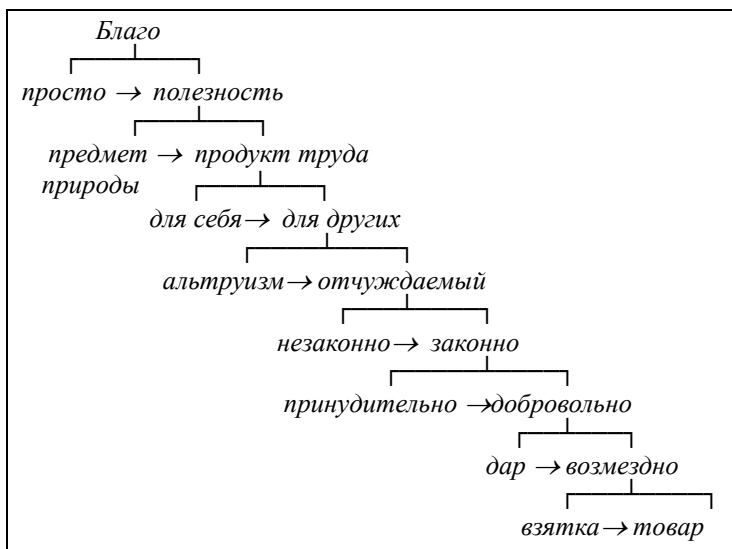 Благо
просто → полезность
предмет → продукт труда
природы
для себя → для других
альтруизм → отчуждаемый
незаконно → законно
принудительно → добровольно
дар → возмездно
взятка → товар